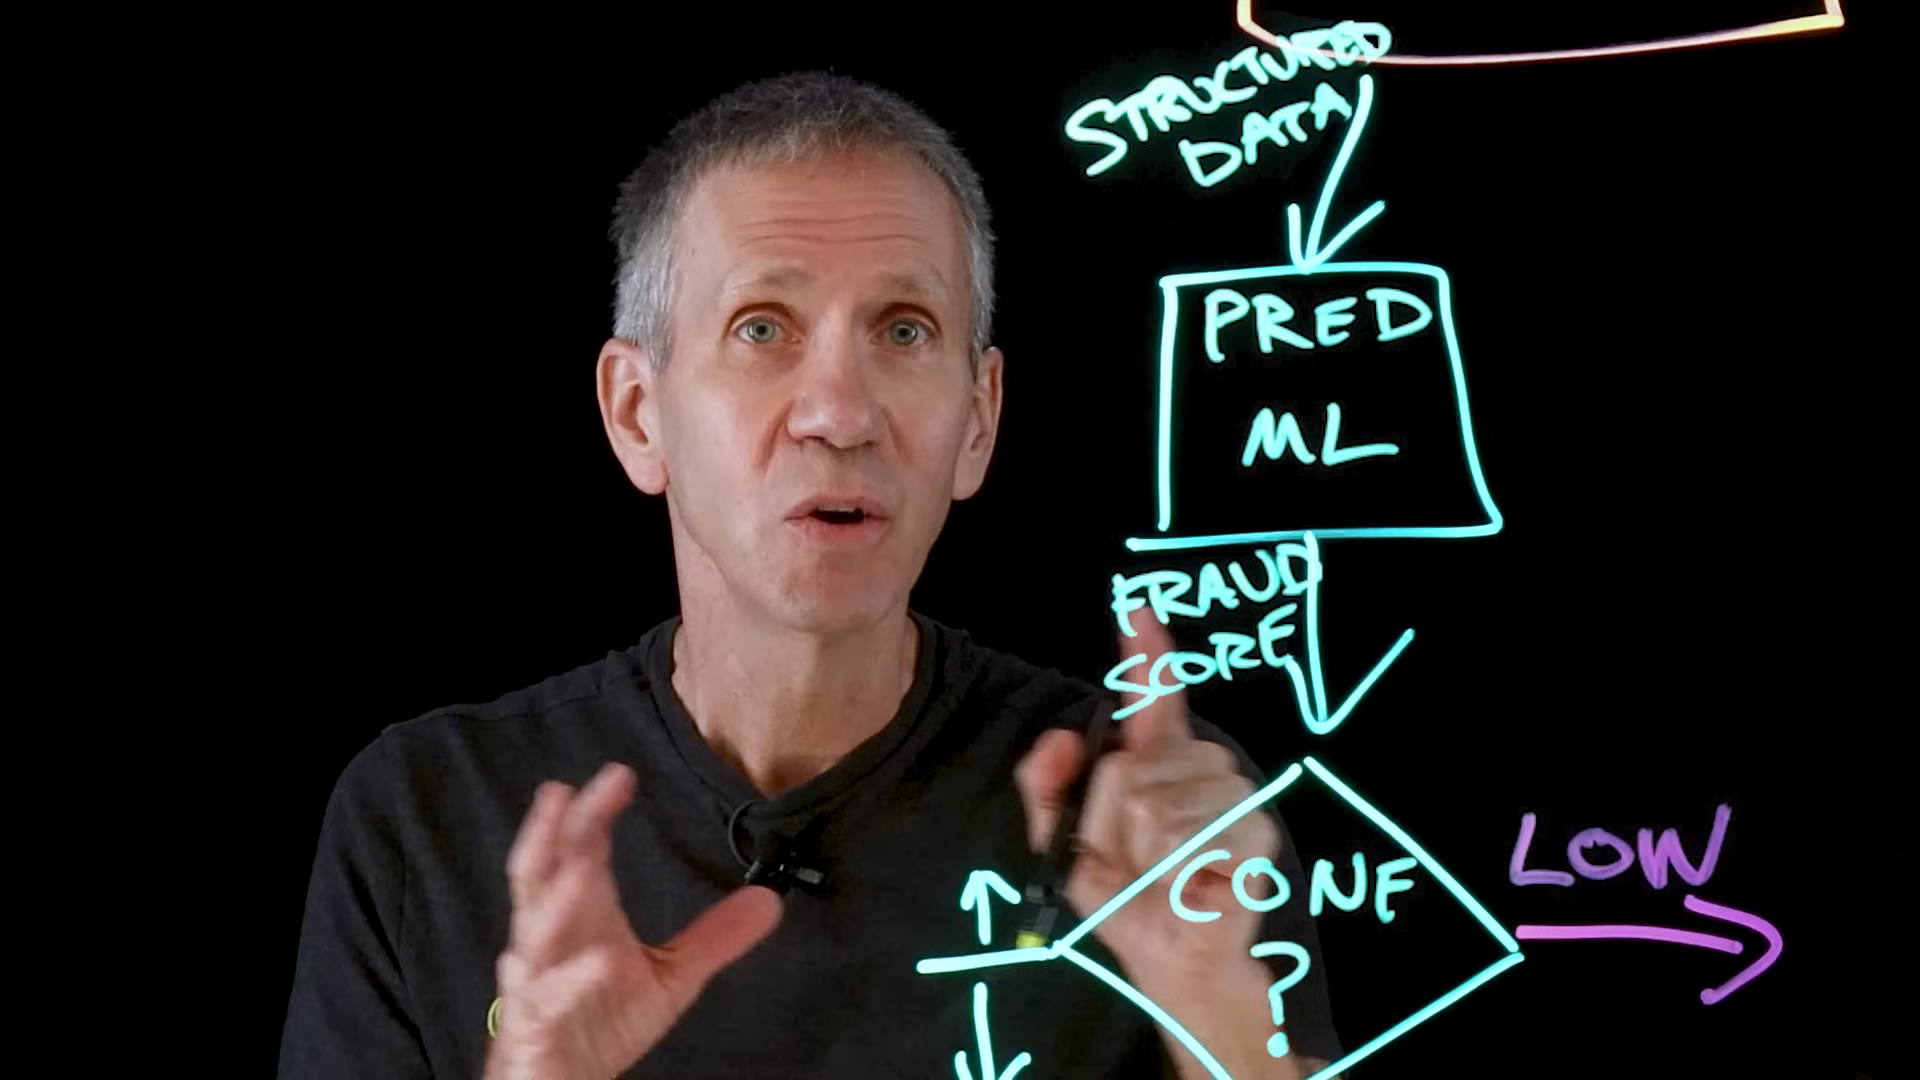 STRUCTURED
DATA
PRED
ML
FRAUD
SCORE
CONF
?
LOW